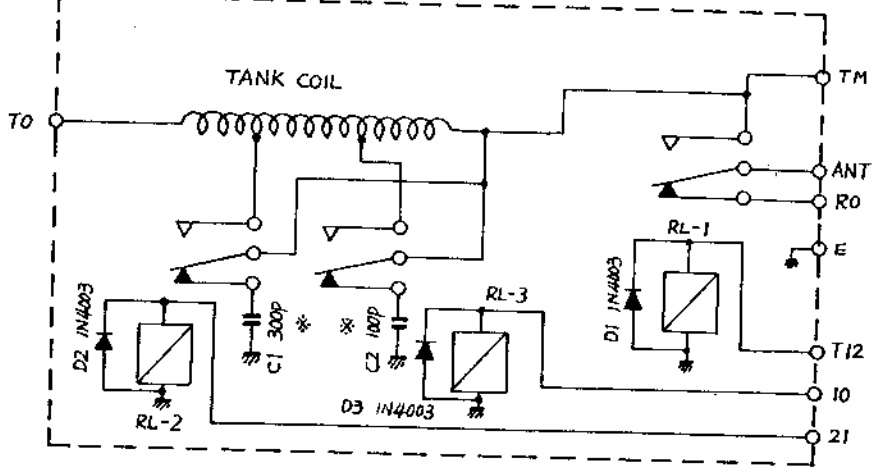 TANK COIL
TM
TO
ANT
RO
RL-1
E
D1 1N4003
RL-3
C1 300P ※
※ C2 100P
D2 1N4003
T12
D3 1N4003
10
RL-2
21